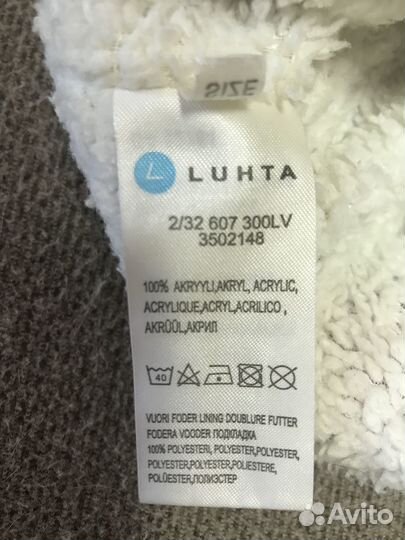 SIZE
L LUHTA
2/32 607 300LV
3502148
100% AKRYYLI,AKRYL, ACRYLIC,
ACRYLIQUE,ACRYL,ACRILICO ,
AKRÜÜL,АКРИЛ
40
VUORI FODER LINING DOUBLURE FUTTER
FODERA VOODER ПОДКЛАДКА
100% POLYESTERI, POLYESTER,POLYESTER,
POLYESTER,POLYESTER,POLIESTERE,
POLÜESTER,ПОЛИЭСТЕР
Avito